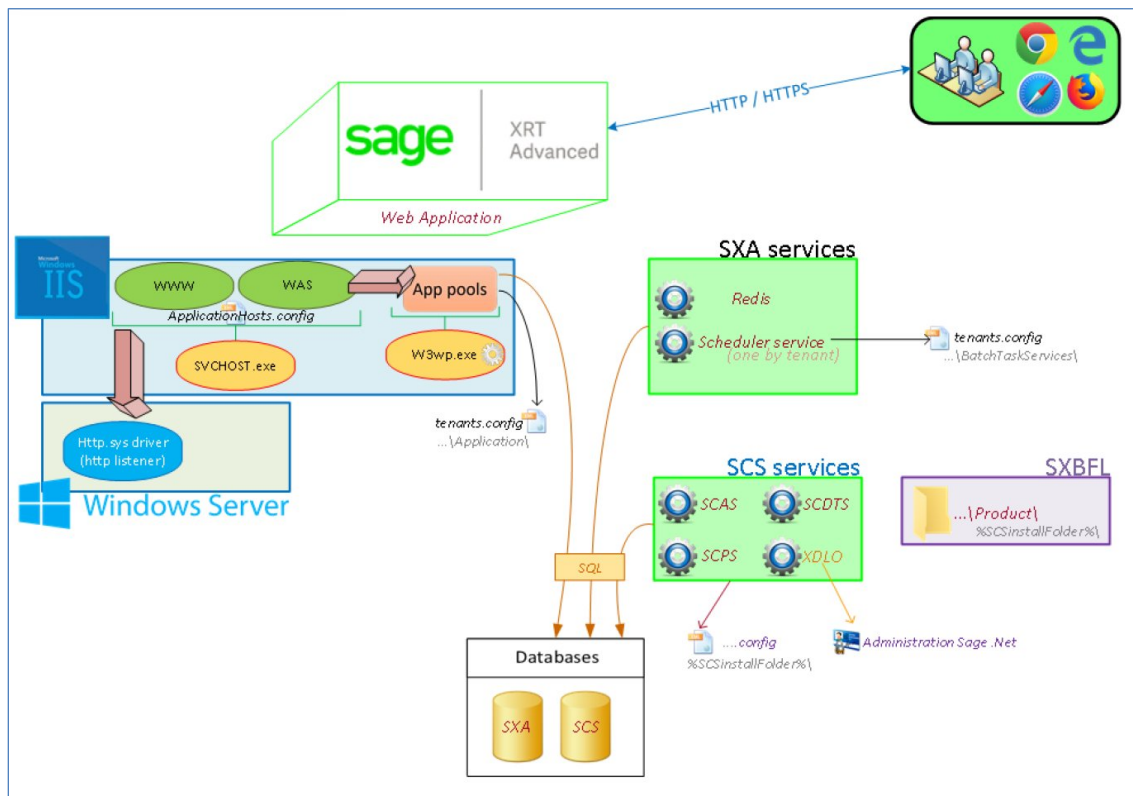 HTTP / HTTPS
sage
XRT
Advanced
Web Application
Microsoft
Windows
IIS
WWW
WAS
App pools
ApplicationHosts.config
SVCHOST.exe
W3wp.exe
tenants.config
...\Application\
Http.sys driver
(http listener)
Windows Server
SXA services
Redis
Scheduler service
(one by tenant)
tenants.config
...\BatchTaskServices\
SCS services
SCAS
SCDTS
SCPS
XDLO
SXBFL
...\Product\
%SCSinstallFolder%\
SQL
....config
%SCSinstallFolder%\
Administration Sage .Net
Databases
SXA
SCS